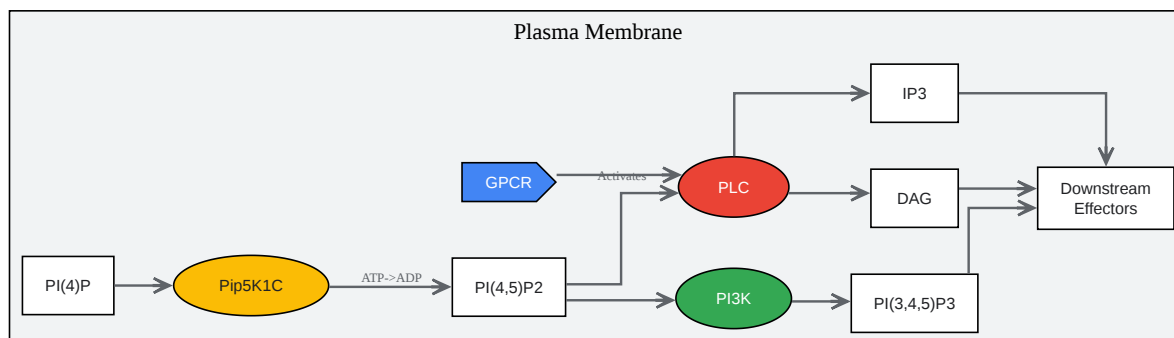 Plasma Membrane
IP3
GPCR
Activates
PLC
DAG
Downstream
Effectors
PI(4)P
Pip5K1C
ATP->ADP
PI(4,5)P2
PI3K
PI(3,4,5)P3